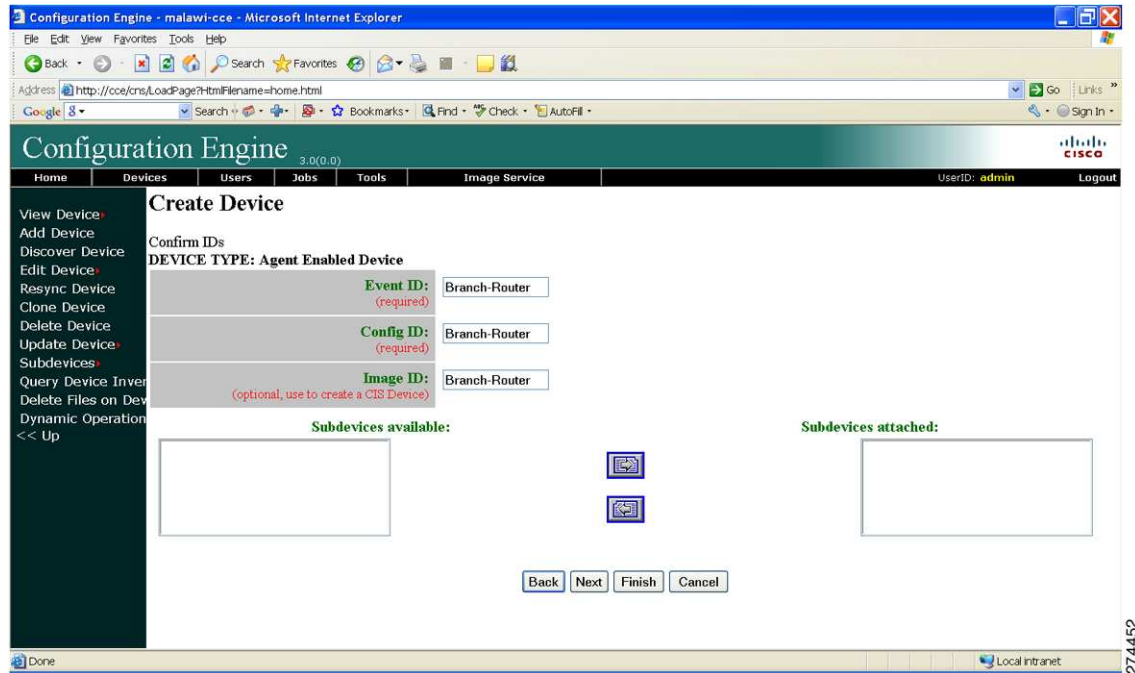 Configuration Engine - malawi-cce - Microsoft Internet Explorer
File Edit View Favorites Tools Help
Back Search Favorites
Address http://cce/cns/LoadPage?HtmlFilename=home.html Go Links »
Google Search Bookmarks Find Check AutoFill Sign In
Configuration Engine 3.0(0.0)
CISCO
Home Devices Users Jobs Tools Image Service UserID: admin Logout
View Device
Add Device
Discover Device
Edit Device
Resync Device
Clone Device
Delete Device
Update Device
Subdevices
Query Device Inver
Delete Files on Dev
Dynamic Operation
<< Up
Create Device
Confirm IDs
DEVICE TYPE: Agent Enabled Device
Event ID: Branch-Router
(required)
Config ID: Branch-Router
(required)
Image ID: Branch-Router
(optional, use to create a CIS Device)
Subdevices available: Subdevices attached:
Back Next Finish Cancel
Done Local intranet
274452